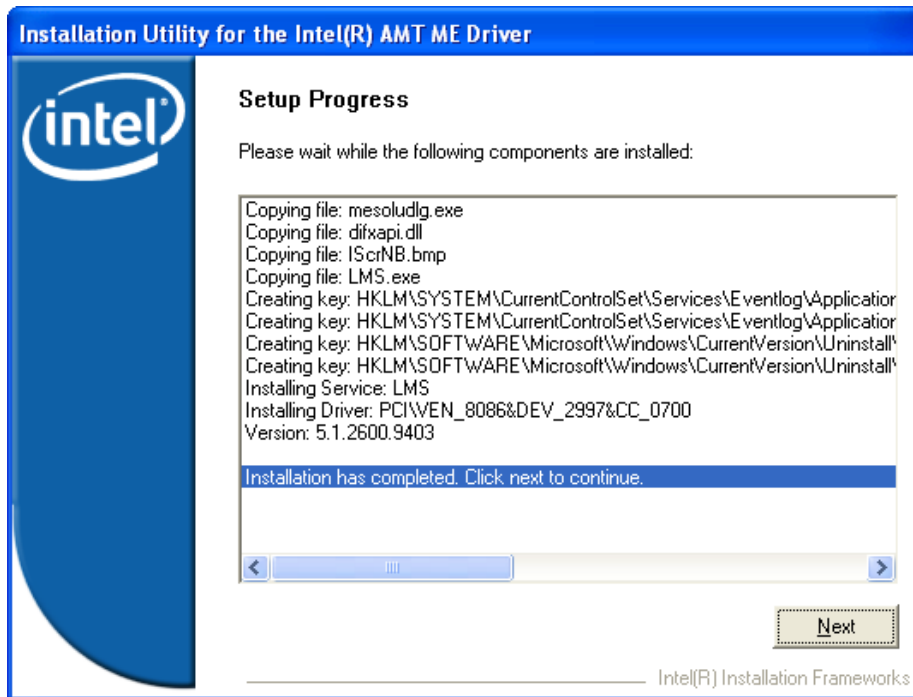 Installation Utility for the Intel(R) AMT ME Driver
intel
Setup Progress
Please wait while the following components are installed:
Copying file: mesoludlg.exe
Copying file: difxapi.dll
Copying file: IScrNB.bmp
Copying file: LMS.exe
Creating key: HKLM\SYSTEM\CurrentControlSet\Services\Eventlog\Application
Creating key: HKLM\SYSTEM\CurrentControlSet\Services\Eventlog\Application
Creating key: HKLM\SOFTWARE\Microsoft\Windows\CurrentVersion\Uninstall\
Creating key: HKLM\SOFTWARE\Microsoft\Windows\CurrentVersion\Uninstall\
Installing Service: LMS
Installing Driver: PCI\VEN_8086&DEV_2997&CC_0700
Version: 5.1.2600.9403
Installation has completed. Click next to continue.
Next
Intel(R) Installation Frameworks